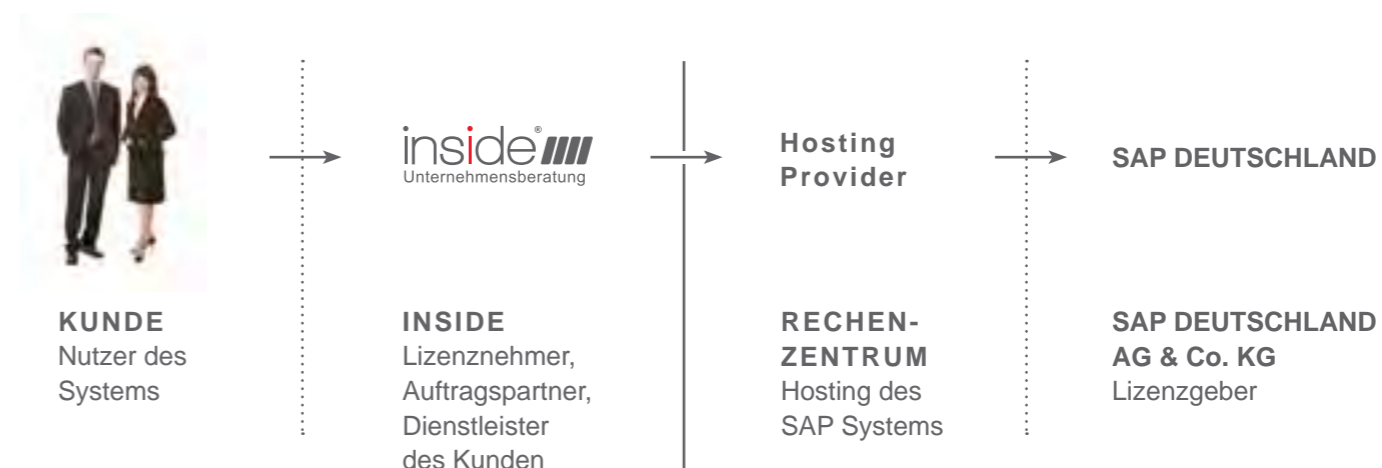 inside®
Unternehmensberatung
Hosting
Provider
SAP DEUTSCHLAND
KUNDE
Nutzer des
Systems
INSIDE
Lizenznehmer,
Auftragspartner,
Dienstleister
des Kunden
RECHEN-
ZENTRUM
Hosting des
SAP Systems
SAP DEUTSCHLAND
AG & Co. KG
Lizenzgeber